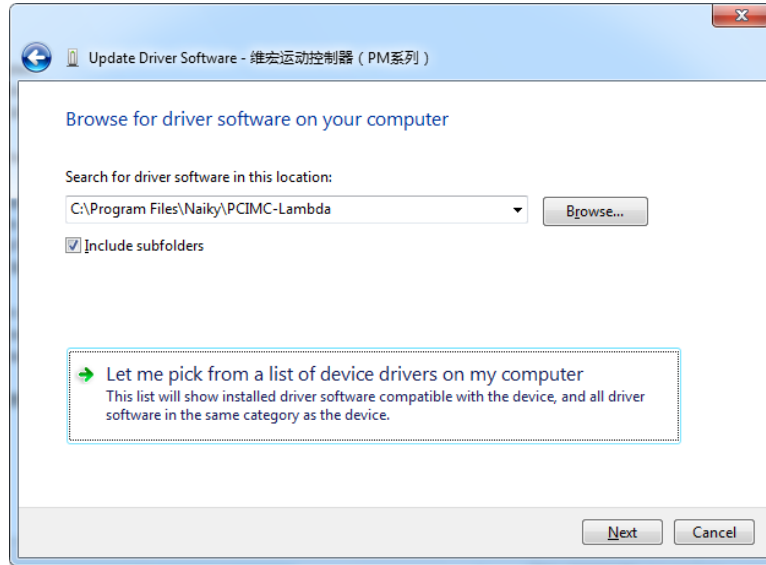 Update Driver Software - 维宏运动控制器（PM系列）
Browse for driver software on your computer
Search for driver software in this location:
C:\Program Files\Naiky\PCIMC-Lambda
Browse...
Include subfolders
Let me pick from a list of device drivers on my computer
This list will show installed driver software compatible with the device, and all driver
software in the same category as the device.
Next
Cancel